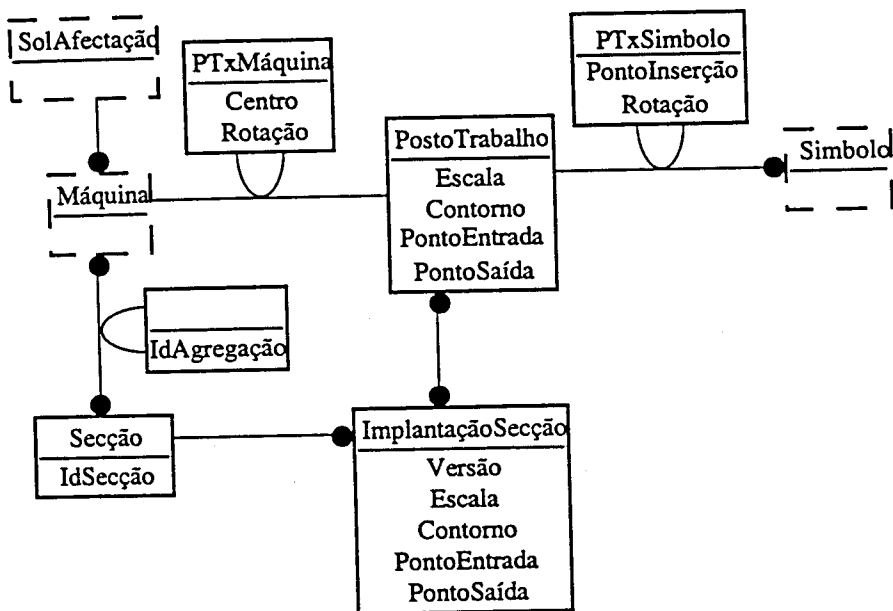 SolAfectação
PTxMáquina
Centro
Rotação
PTxSimbolo
PontoInserção
Rotação
PostoTrabalho
Escala
Contorno
PontoEntrada
PontoSaída
Simbolo
Máquina
IdAgregação
Secção
IdSecção
ImplantaçãoSecção
Versão
Escala
Contorno
PontoEntrada
PontoSaída